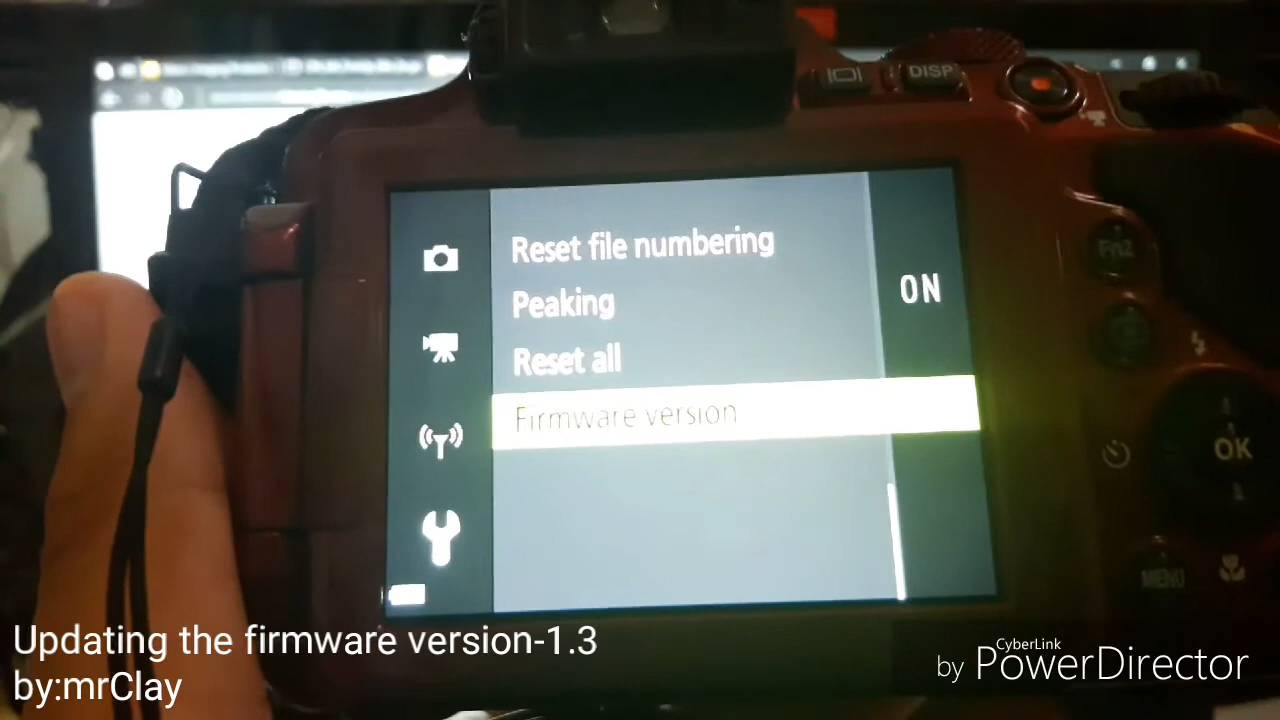 DISP
Reset file numbering
ON
Peaking
Reset all
Firmware version
Fn2
OK
MENU
Updating the firmware version-1.3
by:mrClay
by CyberLink PowerDirector